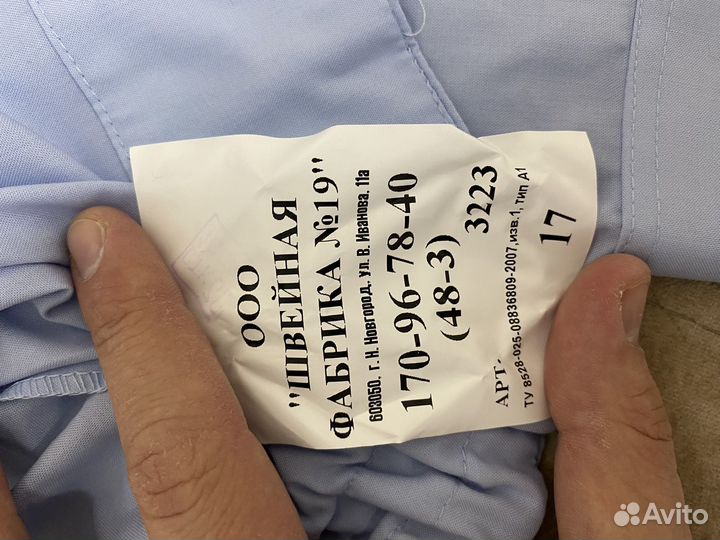 ООО
"ШВЕЙНАЯ
ФАБРИКА №19"
603050, г. Н. Новгород, ул. В. Иванова, 11а
170-96-78-40
(48-3)
АРТ. 3223
ТУ 8528-025-08836809-2007,изв.1, тип Д1
17
Avito